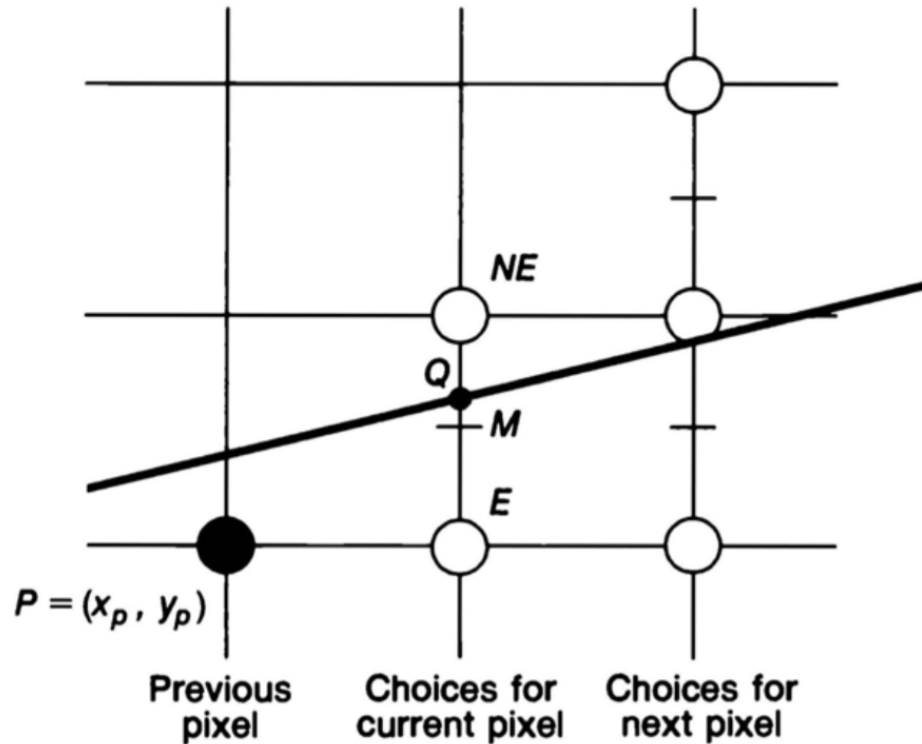 NE
Q
M
E
P = (xₚ, yₚ)
Previous pixel
Choices for current pixel
Choices for next pixel